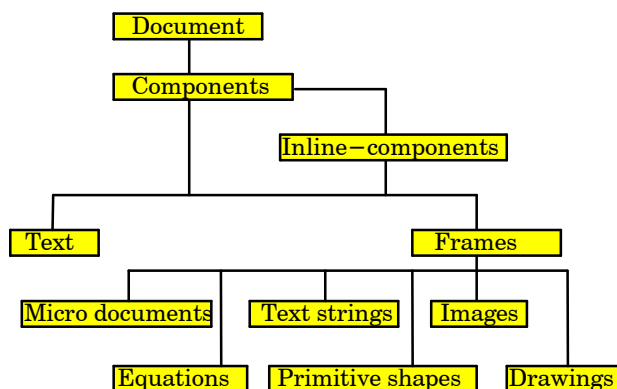 Document
Components
Inline−components
Text
Frames
Micro documents
Text strings
Images
Equations
Primitive shapes
Drawings